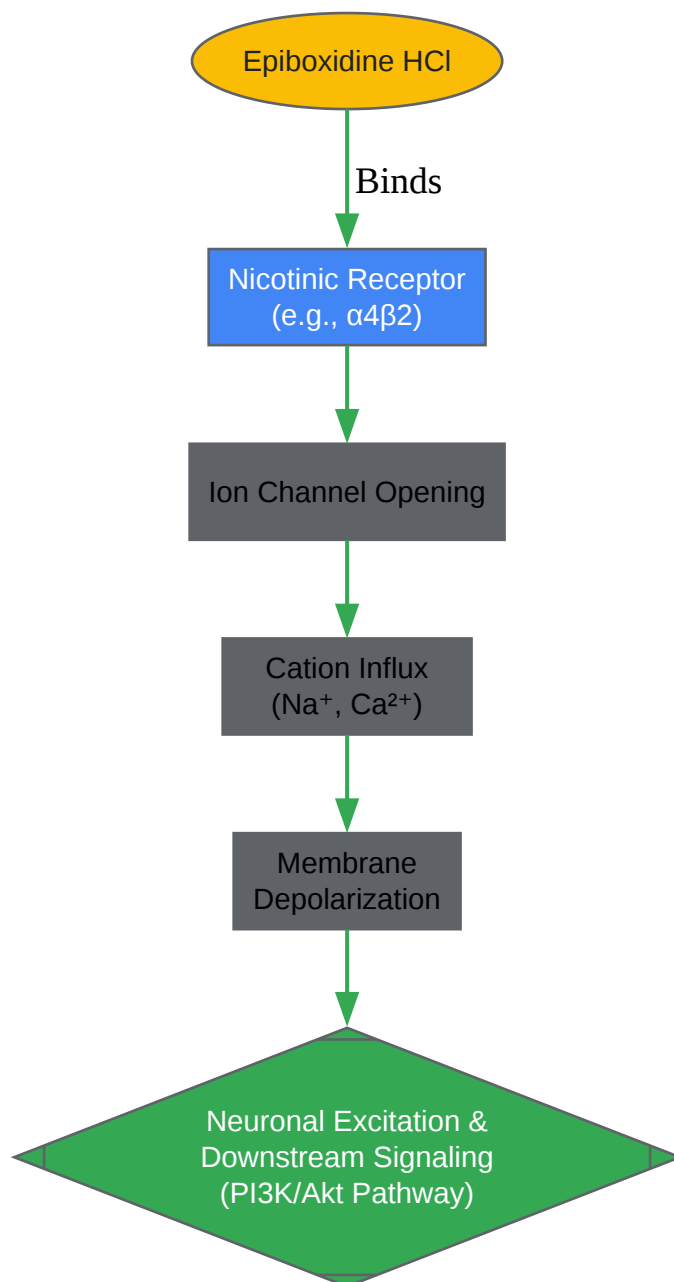 Epiboxidine HCl
Binds
Nicotinic Receptor
(e.g., α4β2)
Ion Channel Opening
Cation Influx
(Na⁺, Ca²⁺)
Membrane
Depolarization
Neuronal Excitation &
Downstream Signaling
(PI3K/Akt Pathway)